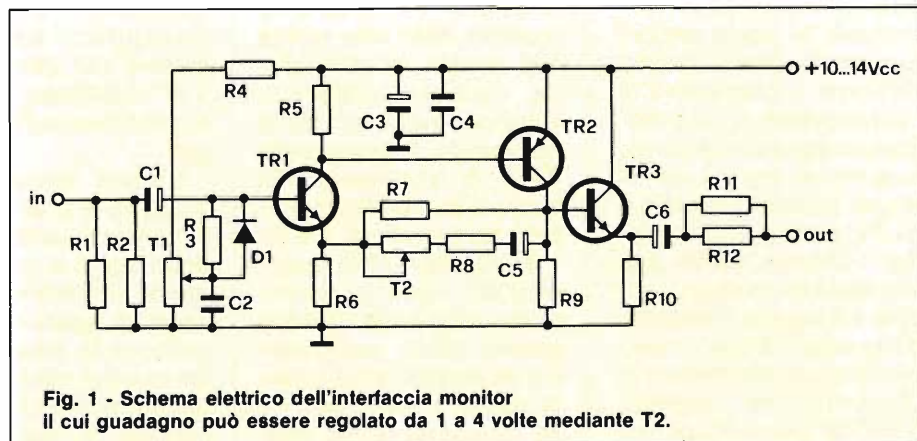 +10...14Vcc
R4
R5
C3
C4
TR2
TR1
TR3
C1
in
R7
R11
C6
R1
R2
T1
R
3
D1
R8
C5
out
R12
T2
C2
R6
R9
R10
Fig. 1 - Schema elettrico dell'interfaccia monitor
il cui guadagno può essere regolato da 1 a 4 volte mediante T2.